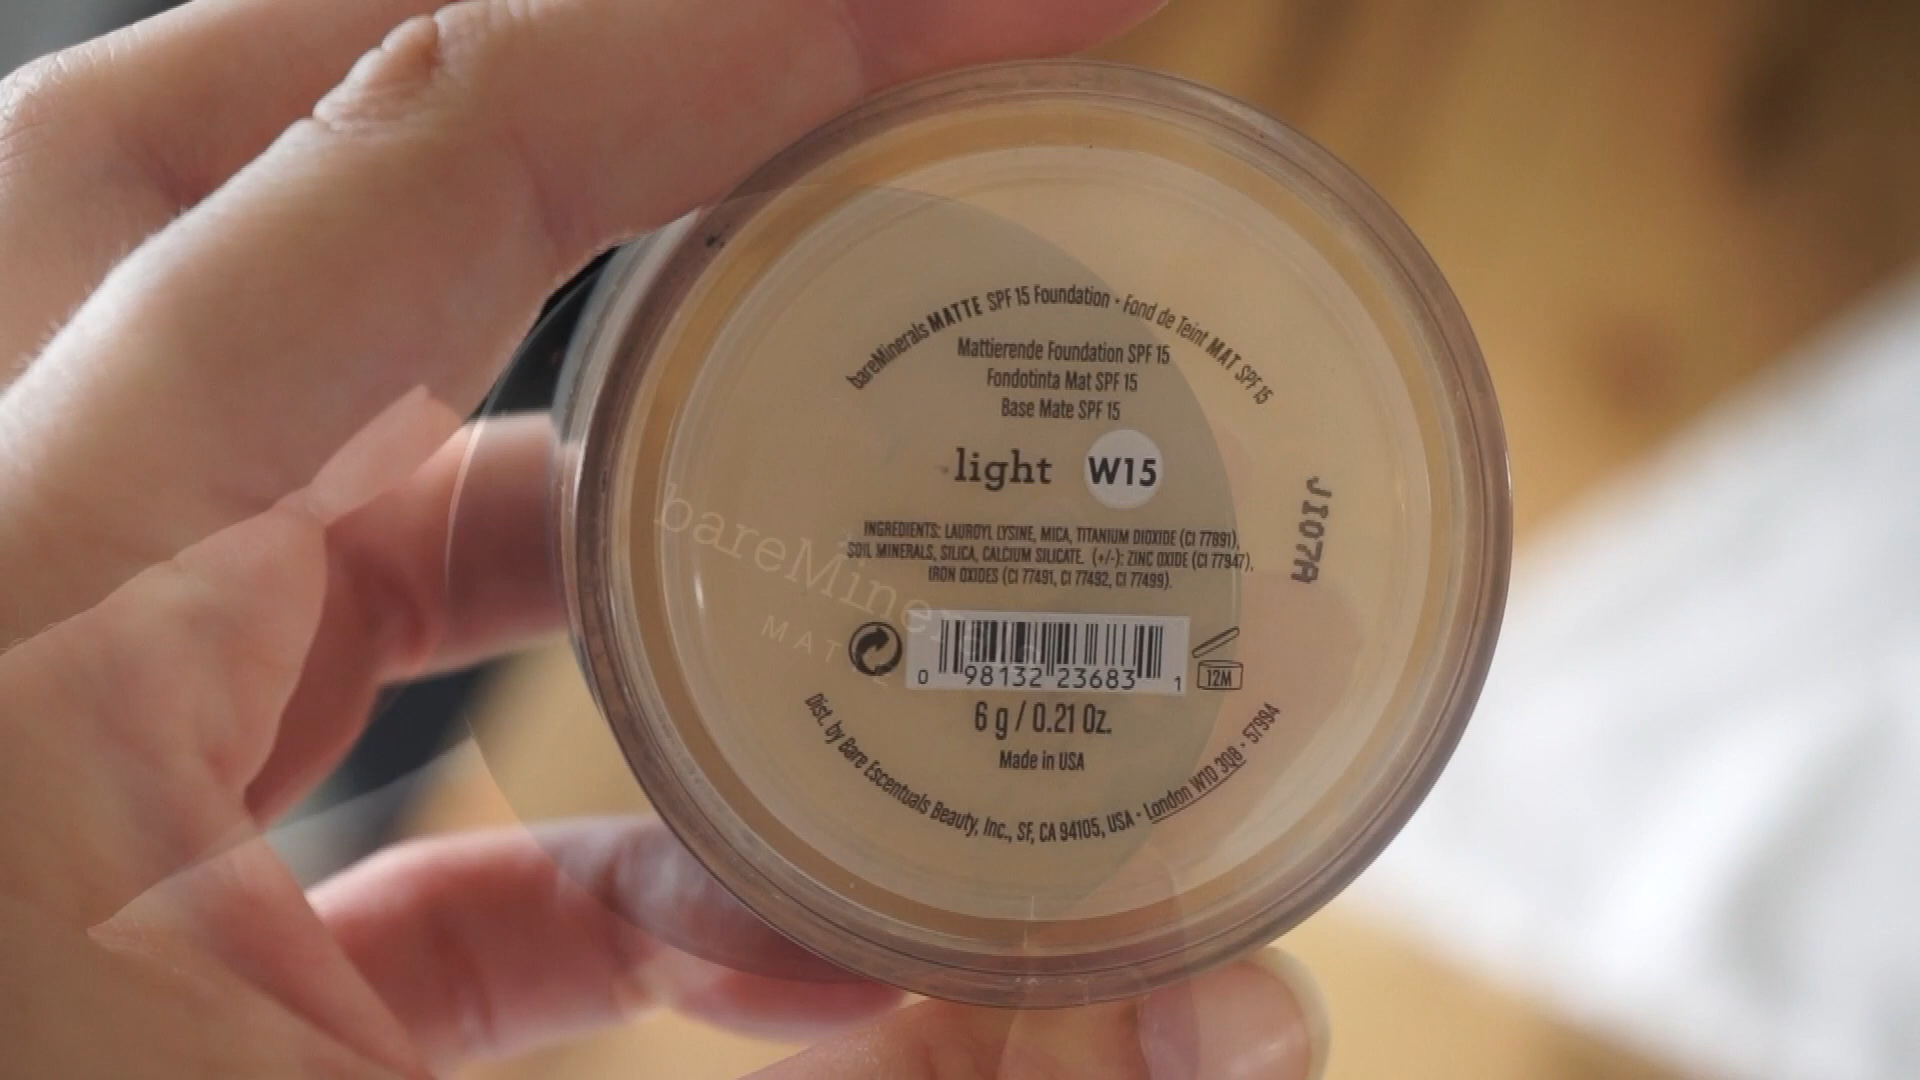 bareMinerals MATTE SPF 15 Foundation • Fond de Teint MAT SPF 15
Mattierende Foundation SPF 15
Fondotinta Mat SPF 15
Base Mate SPF 15
light W15
INGREDIENTS: LAUROYL LYSINE, MICA, TITANIUM DIOXIDE (CI 77891),
SOIL MINERALS, SILICA, CALCIUM SILICATE. (+/-): ZINC OXIDE (CI 77947),
IRON OXIDES (CI 77491, CI 77492, CI 77499).
JI07A
bareMinerals
MATTE
0 98132 23683 1
12M
6 g / 0.21 Oz.
Made in USA
Dist. by Bare Escentuals Beauty, Inc., SF, CA 94105, USA • London W1D 3QB • 57994